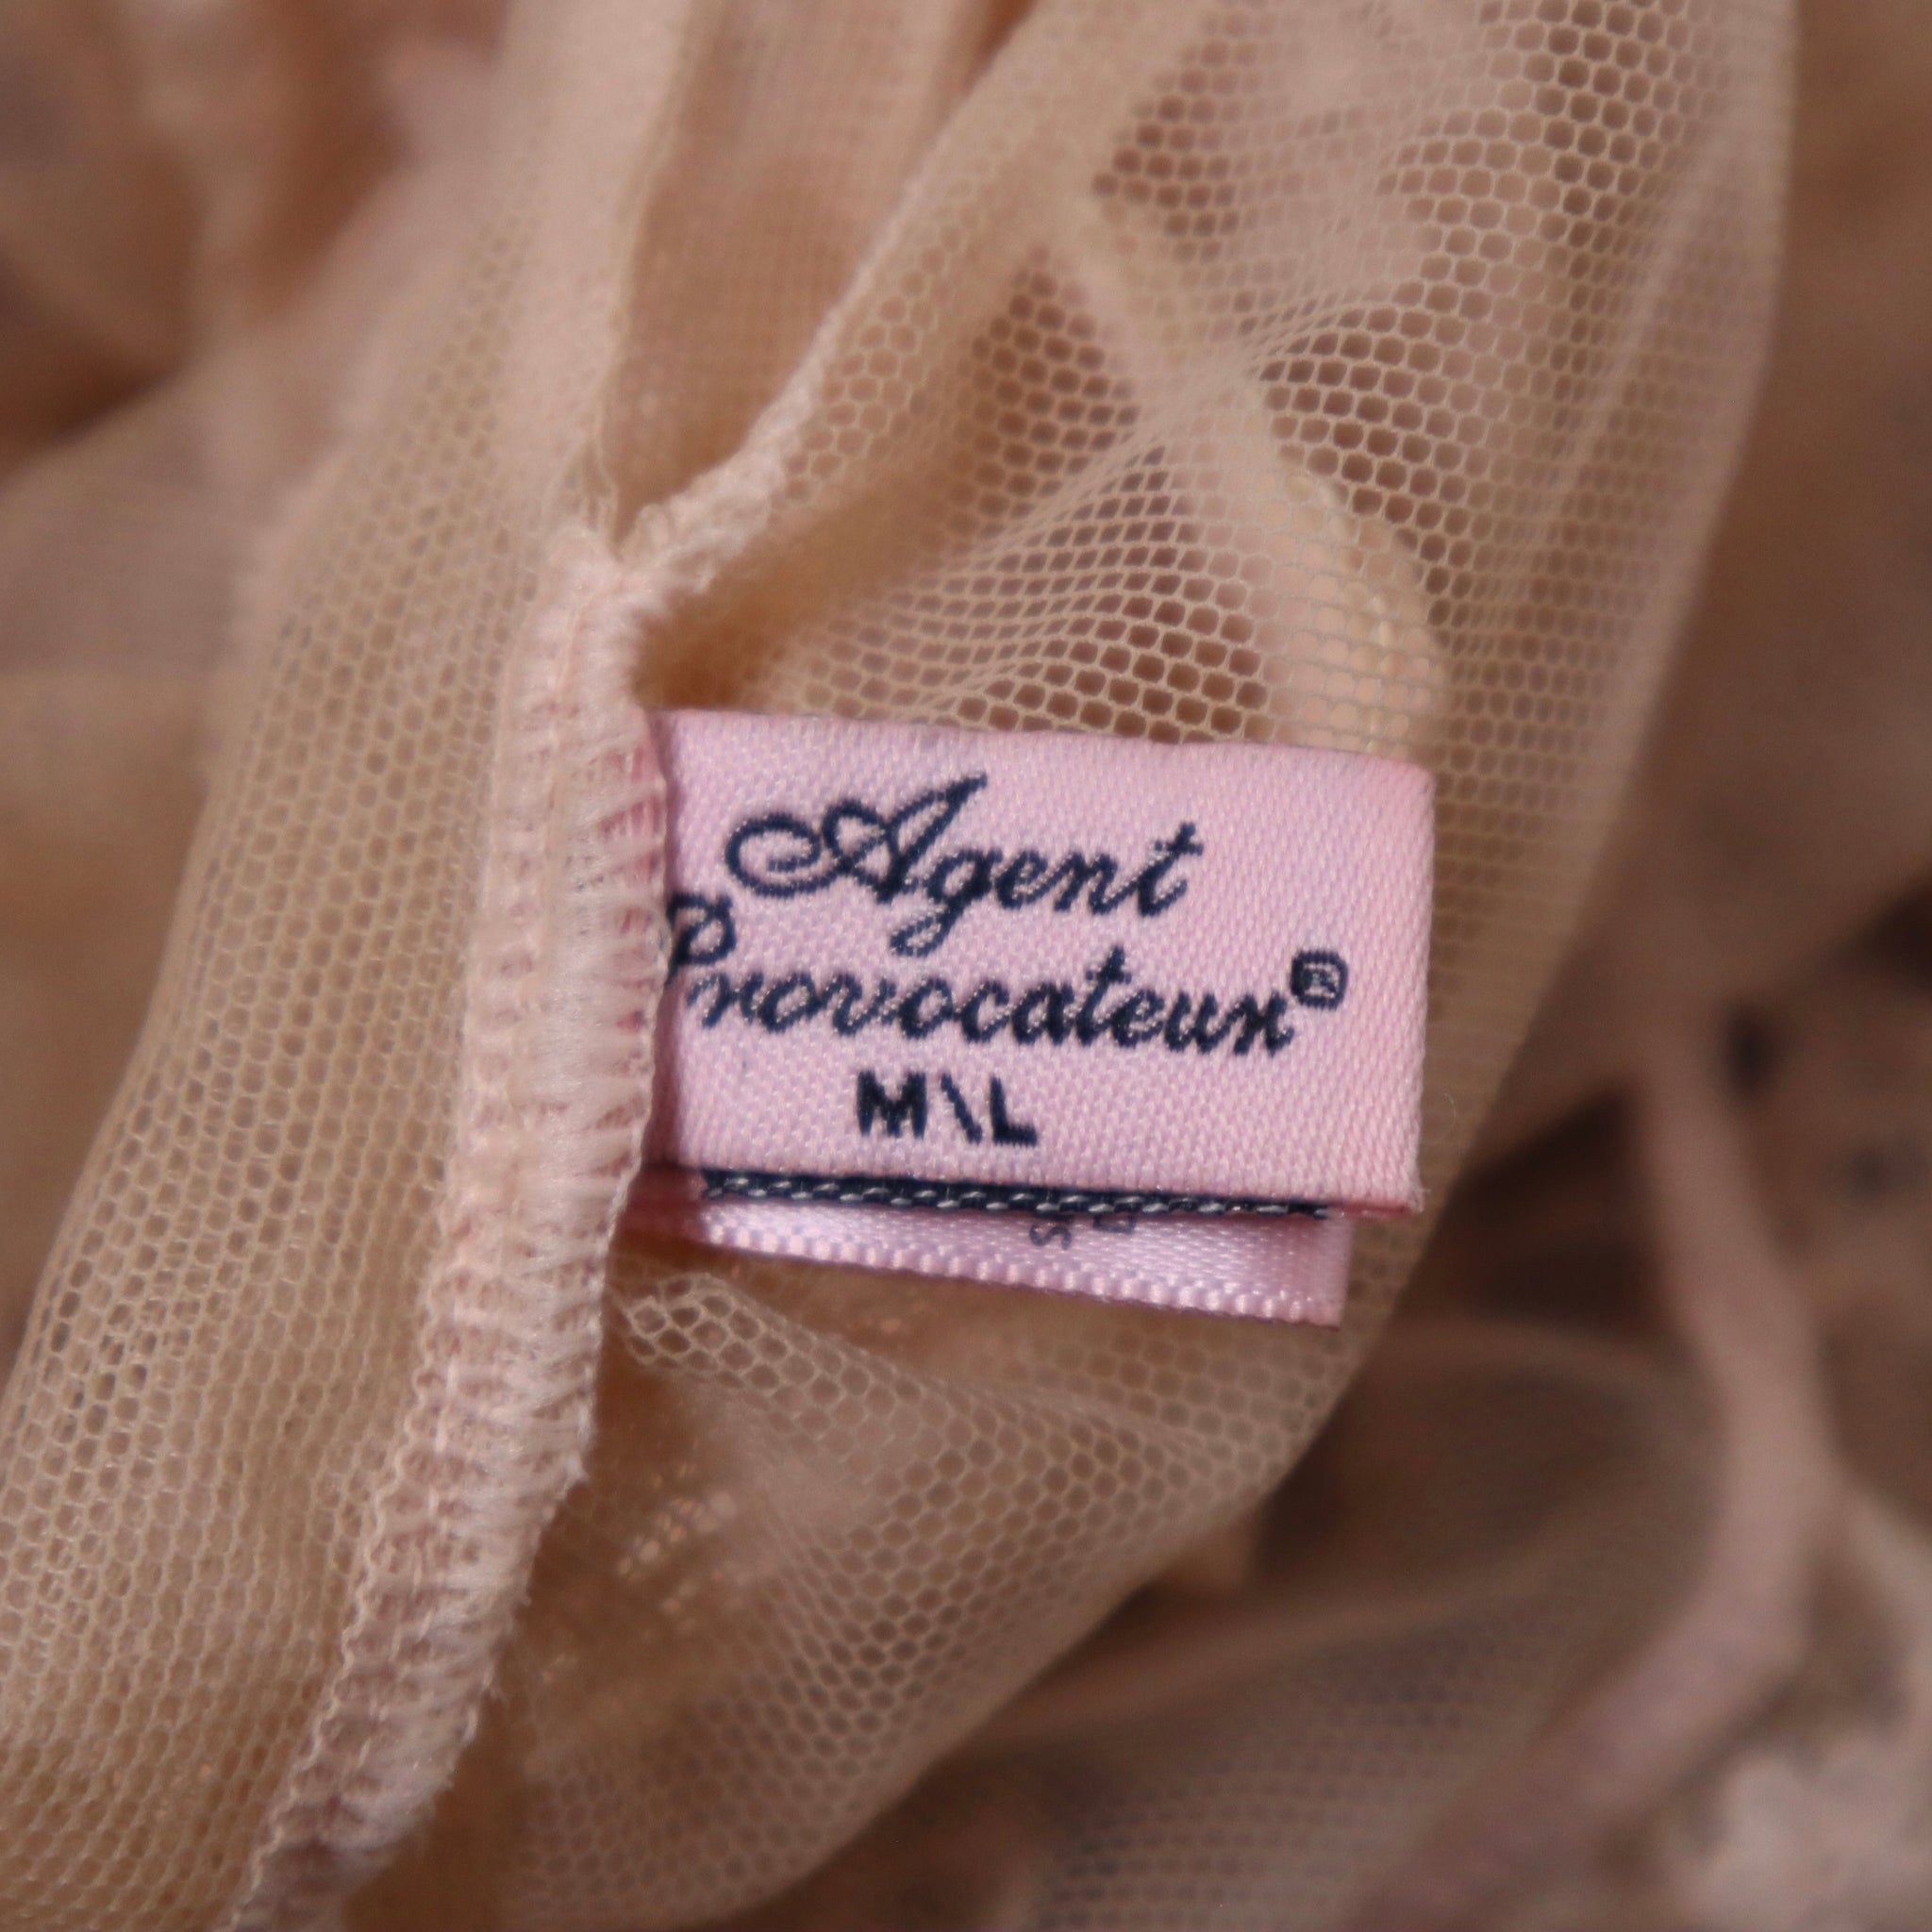 Agent
Provocateur®
M\L